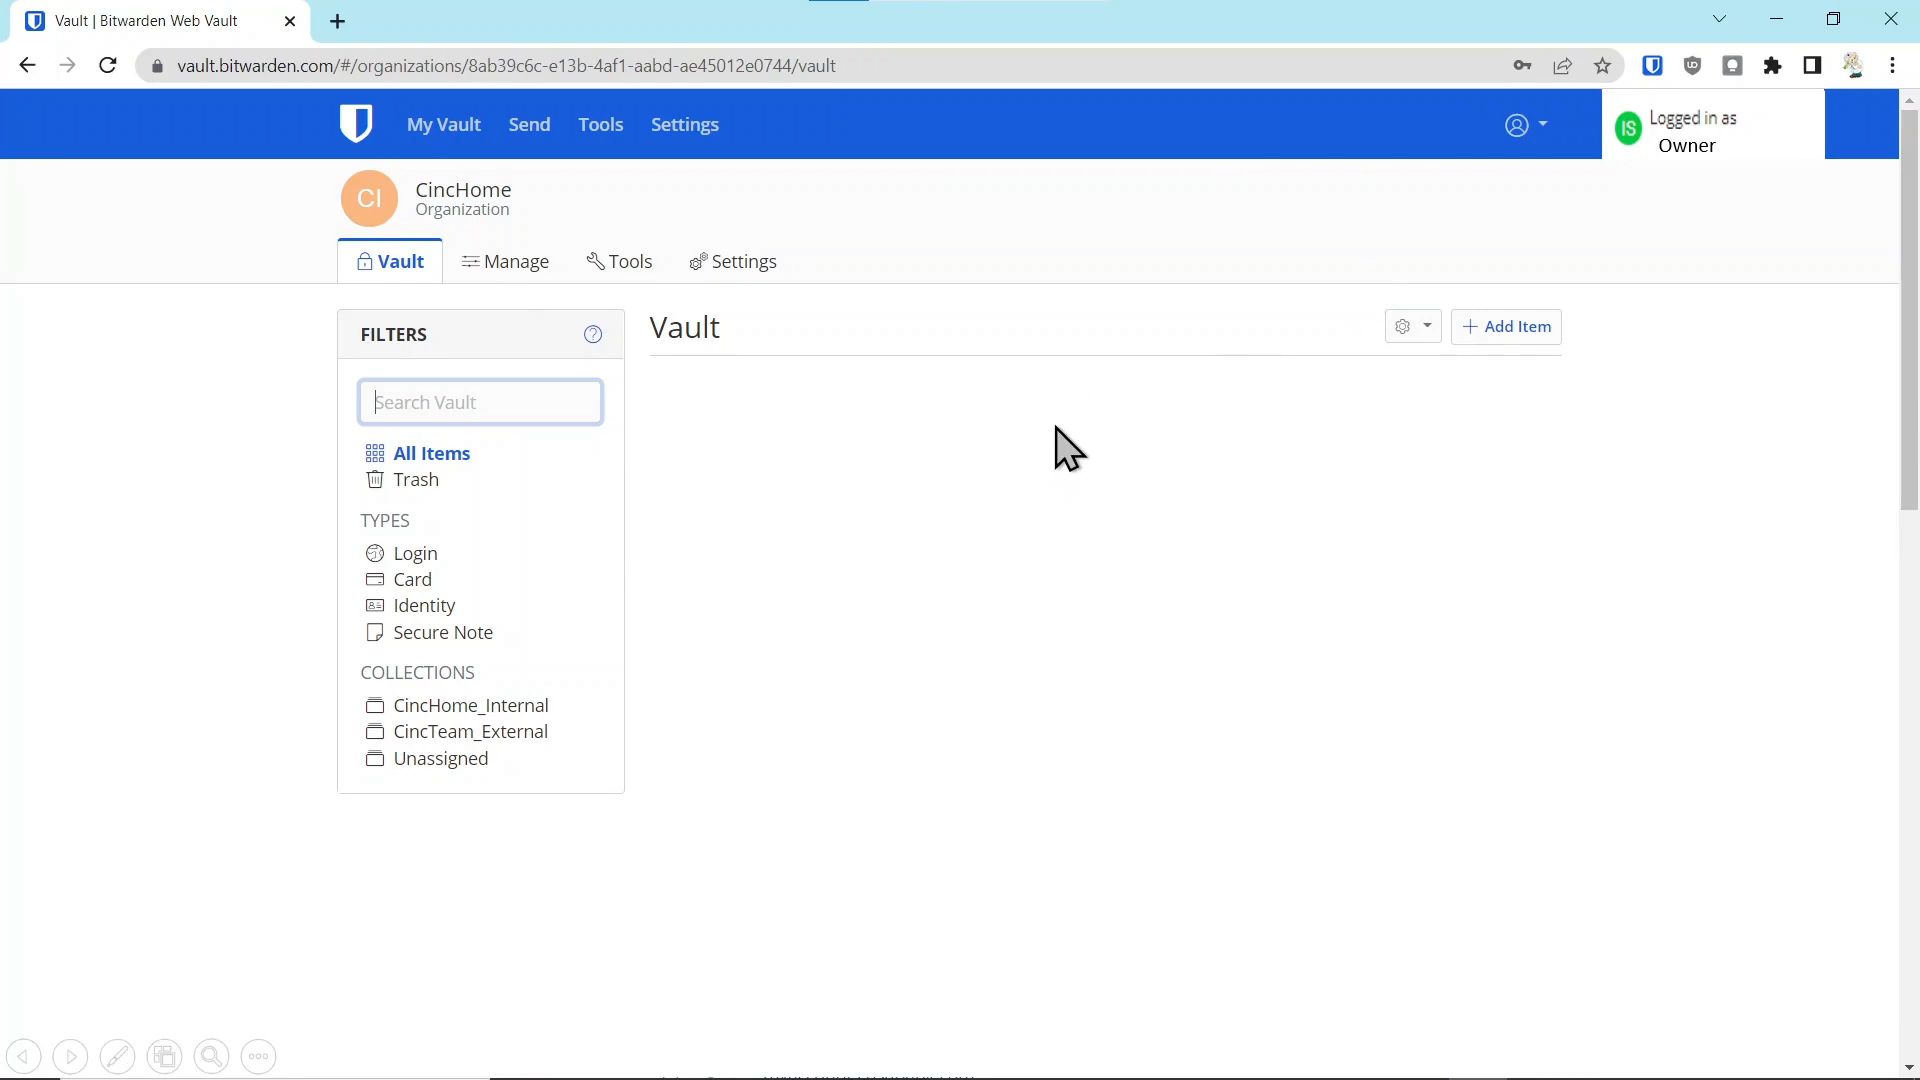 Vault | Bitwarden Web Vault
vault.bitwarden.com/#/organizations/8ab39c6c-e13b-4af1-aabd-ae45012e0744/vault
My Vault Send Tools Settings
IS Logged in as
Owner
CI CincHome
Organization
Vault Manage Tools Settings
FILTERS
Vault
Add Item
Search Vault
All Items
Trash
TYPES
Login
Card
Identity
Secure Note
COLLECTIONS
CincHome_Internal
CincTeam_External
Unassigned